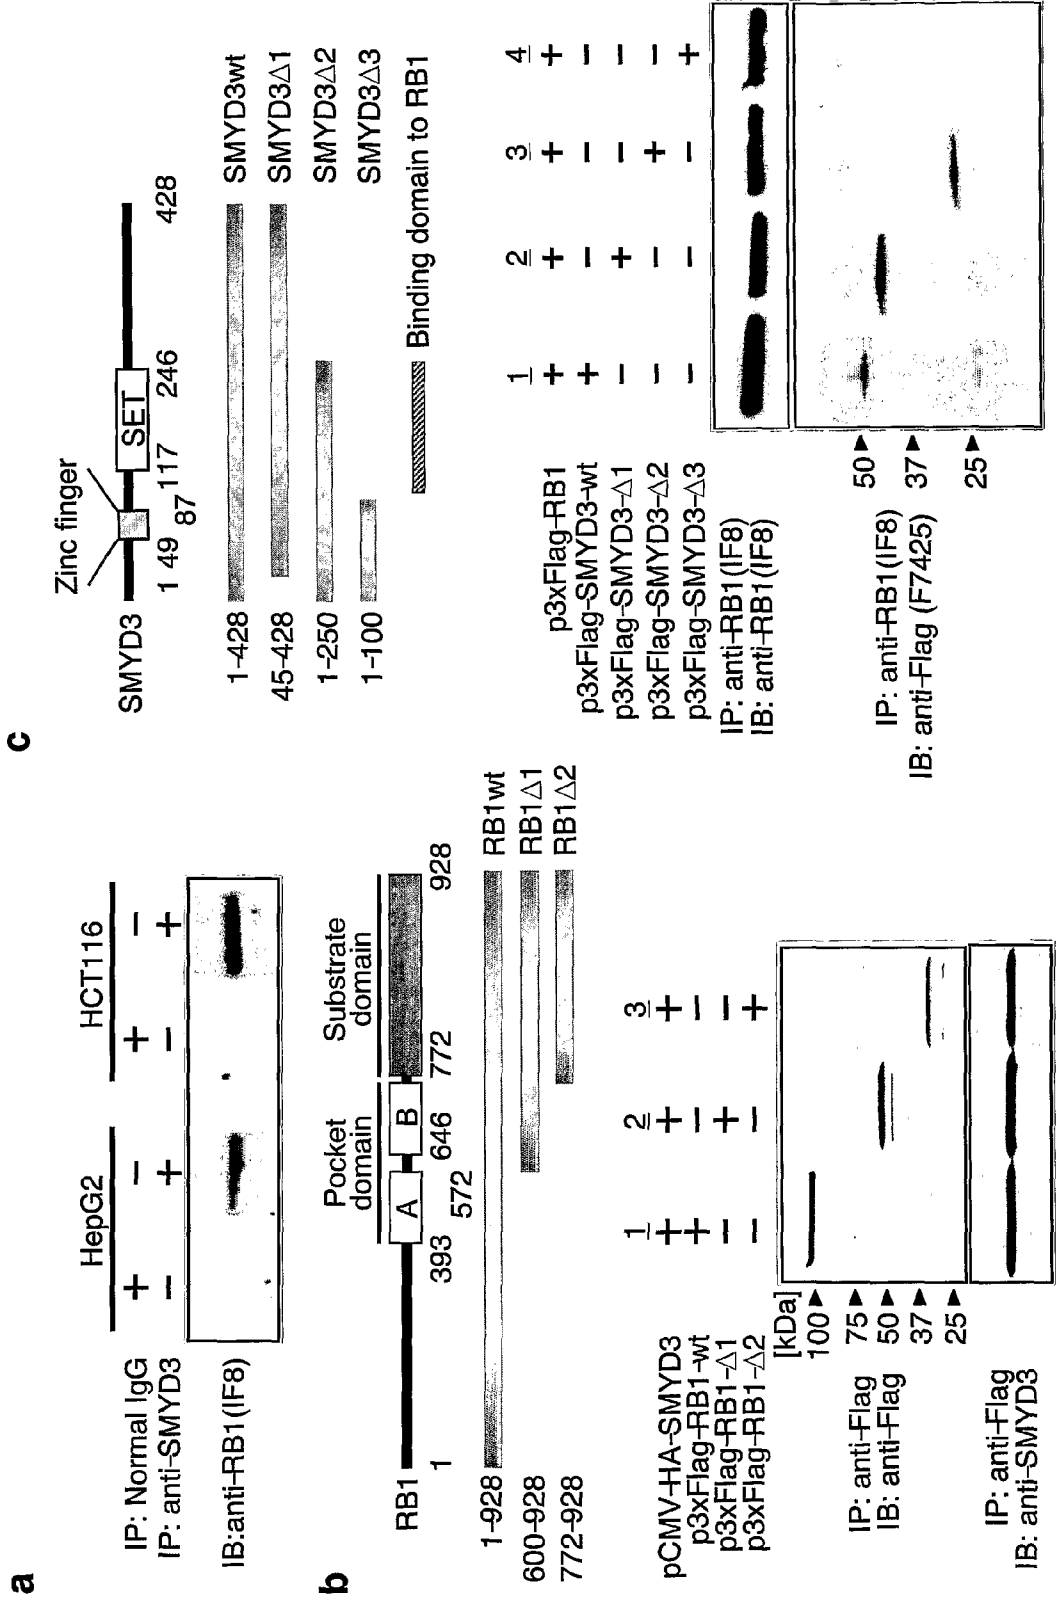 a
HepG2
HCT116
IP: Normal IgG + − + −
IP: anti-SMYD3 − + − +
IB:anti-RB1 (IF8)
b
Pocket domain
Substrate domain
RB1
A
B
1
393
572
646
772
928
1-928
RB1wt
600-928
RB1Δ1
772-928
RB1Δ2
1 2 3
pCMV-HA-SMYD3 + + +
p3xFlag-RB1-wt + − −
p3xFlag-RB1-Δ1 − + −
p3xFlag-RB1-Δ2 − − +
[kDa]
100
75
50
37
25
IP: anti-Flag
IB: anti-Flag
IP: anti-Flag
IB: anti-SMYD3
c
Zinc finger
SMYD3
SET
1 49
87
117
246
428
1-428
SMYD3wt
45-428
SMYD3Δ1
1-250
SMYD3Δ2
1-100
SMYD3Δ3
Binding domain to RB1
1 2 3 4
p3xFlag-RB1 + + + +
p3xFlag-SMYD3-wt + − − −
p3xFlag-SMYD3-Δ1 − + − −
p3xFlag-SMYD3-Δ2 − − + −
p3xFlag-SMYD3-Δ3 − − − +
IP: anti-RB1(IF8)
IB: anti-RB1(IF8)
50
37
25
IP: anti-RB1(IF8)
IB: anti-Flag (F7425)